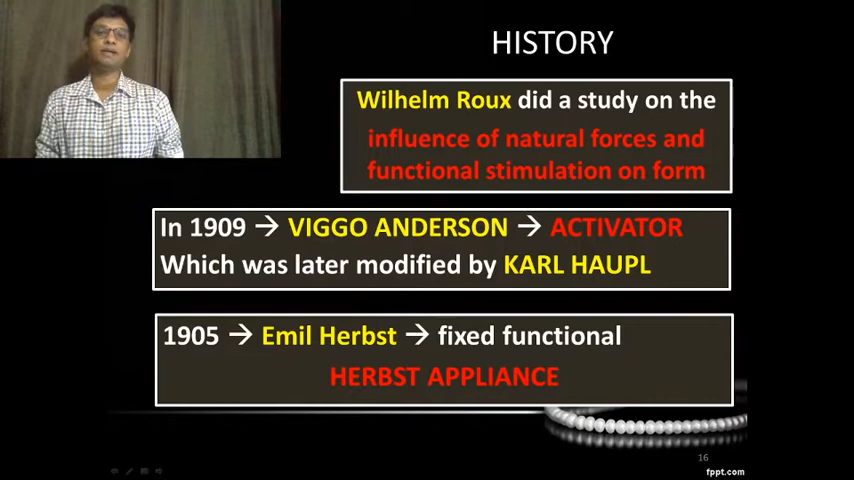 HISTORY
Wilhelm Roux did a study on the
influence of natural forces and
functional stimulation on form
In 1909 → VIGGO ANDERSON → ACTIVATOR
Which was later modified by KARL HAUPL
1905 → Emil Herbst → fixed functional
HERBST APPLIANCE
16
fppt.com